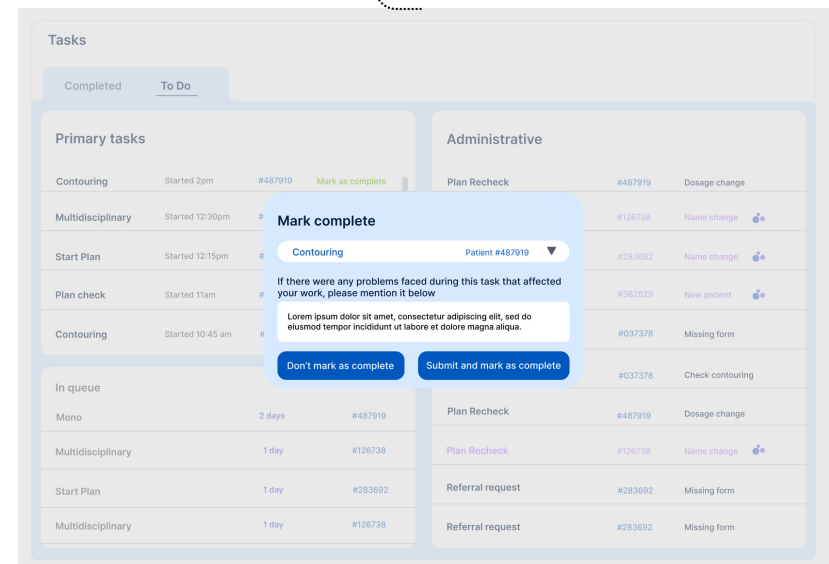 Tasks
Completed
To Do
Primary tasks
Contouring Started 2pm #487919 Mark as complete
Multidisciplinary Started 12:30pm #
Start Plan Started 12:15pm #
Plan check Started 11am #
Contouring Started 10:45 am #
In queue
Mono 2 days #487919
Multidisciplinary 1 day #126738
Start Plan 1 day #283692
Multidisciplinary 1 day #126738
Mark complete
Contouring Patient #487919
If there were any problems faced during this task that affected
your work, please mention it below
Lorem ipsum dolor sit amet, consectetur adipiscing elit, sed do
eiusmod tempor incididunt ut labore et dolore magna aliqua.
Don't mark as complete
Submit and mark as complete
Administrative
Plan Recheck #487919 Dosage change
#126738 Name change
#283692 Name change
#382829 New patient
#037378 Missing form
#037378 Check contouring
Plan Recheck #487919 Dosage change
Plan Recheck #126738 Name change
Referral request #283692 Missing form
Referral request #283692 Missing form